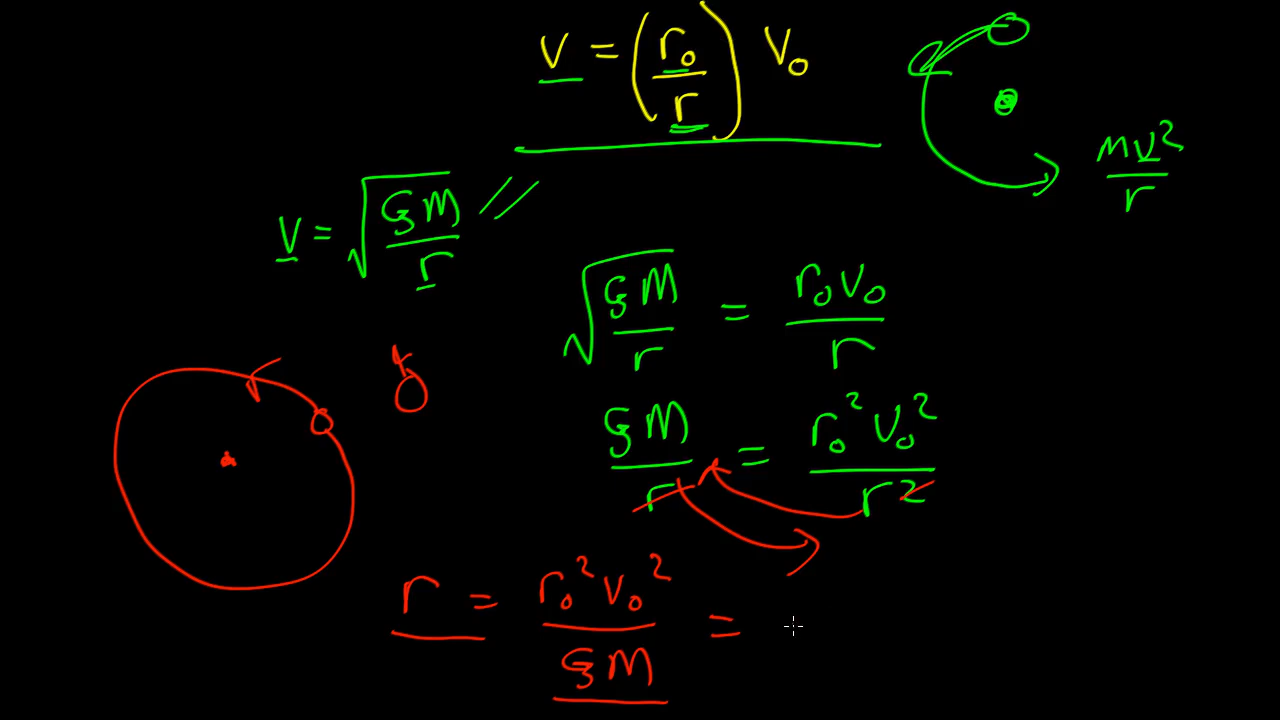 v = (r₀/r) v₀
mv²/r
v = √(GM/r)
√(GM/r) = r₀v₀/r
GM/r = r₀²v₀²/r²
r = r₀²v₀²/GM =